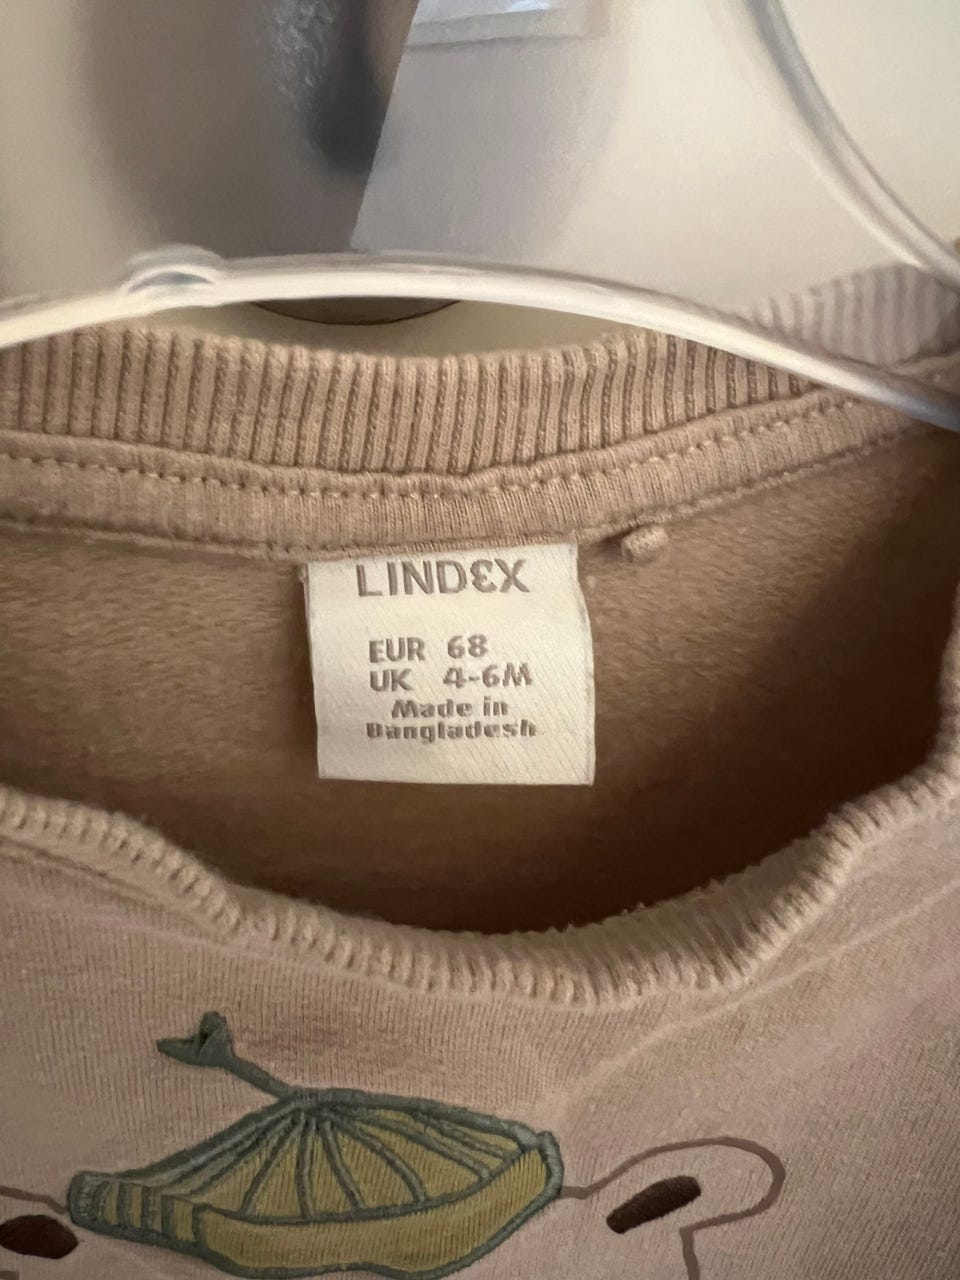 LINDEX
EUR 68
UK 4-6M
Made in
Bangladesh